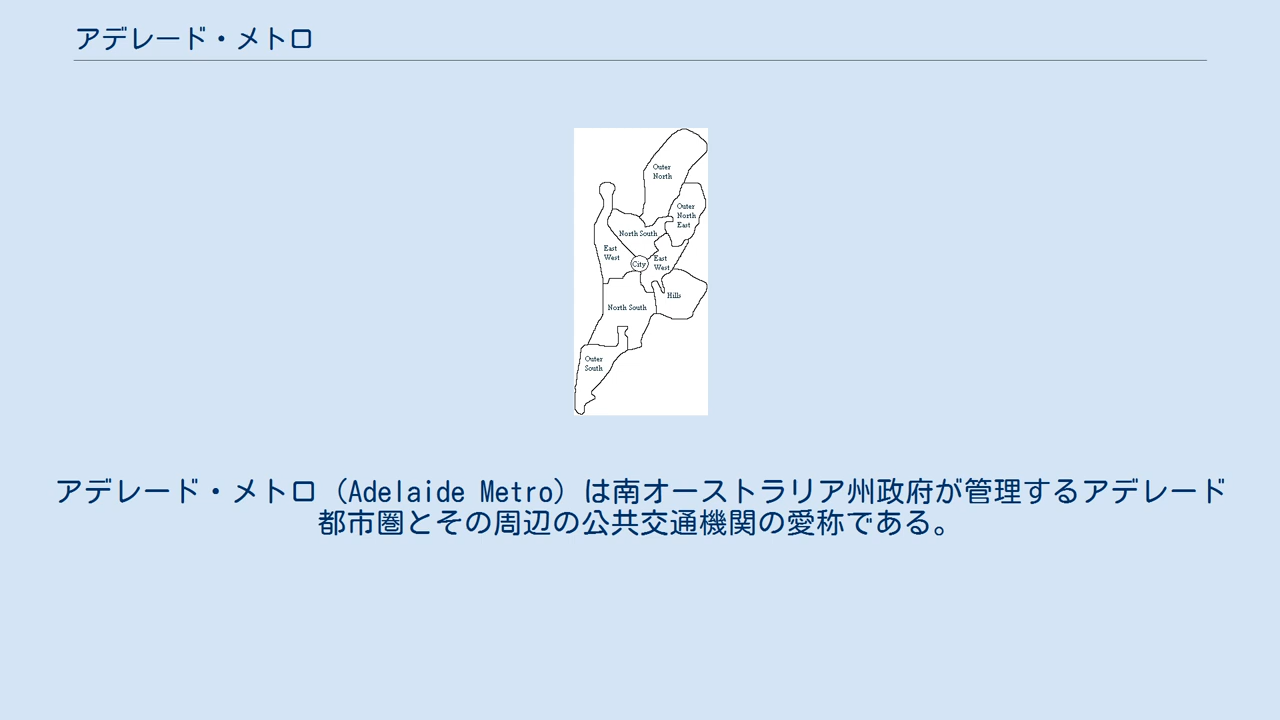 アデレード・メトロ
Outer
North
Outer
North
East
North South
East
West
City
East
West
Hills
North South
Outer
South
アデレード・メトロ（Adelaide Metro）は南オーストラリア州政府が管理するアデレード
都市圏とその周辺の公共交通機関の愛称である。